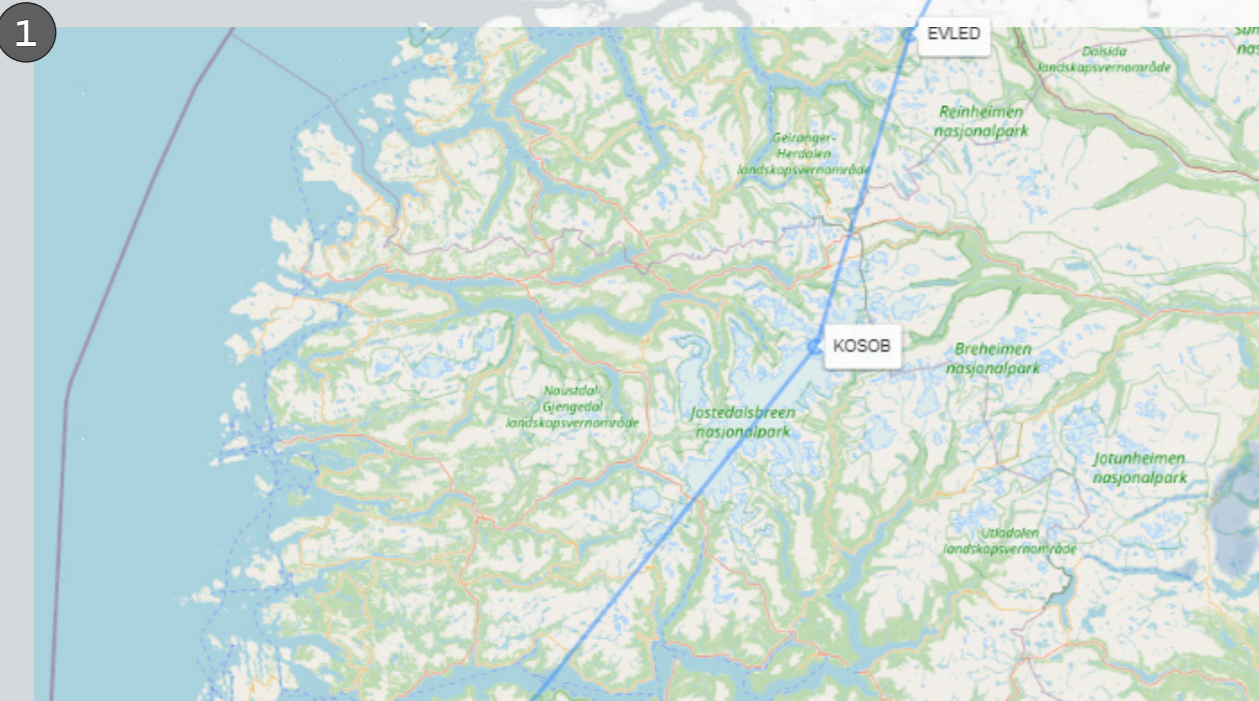 1
EVLED
Dalsida
landskapsvernområde
Reinheimen
nasjonalpark
Geiranger-
Herdalen
landskapsvernområde
KOSOB
Breheimen
nasjonalpark
Naustdal-
Gjengedal
landskapsvernområde
Jostedalsbreen
nasjonalpark
Jotunheimen
nasjonalpark
Utladalen
landskapsvernområde